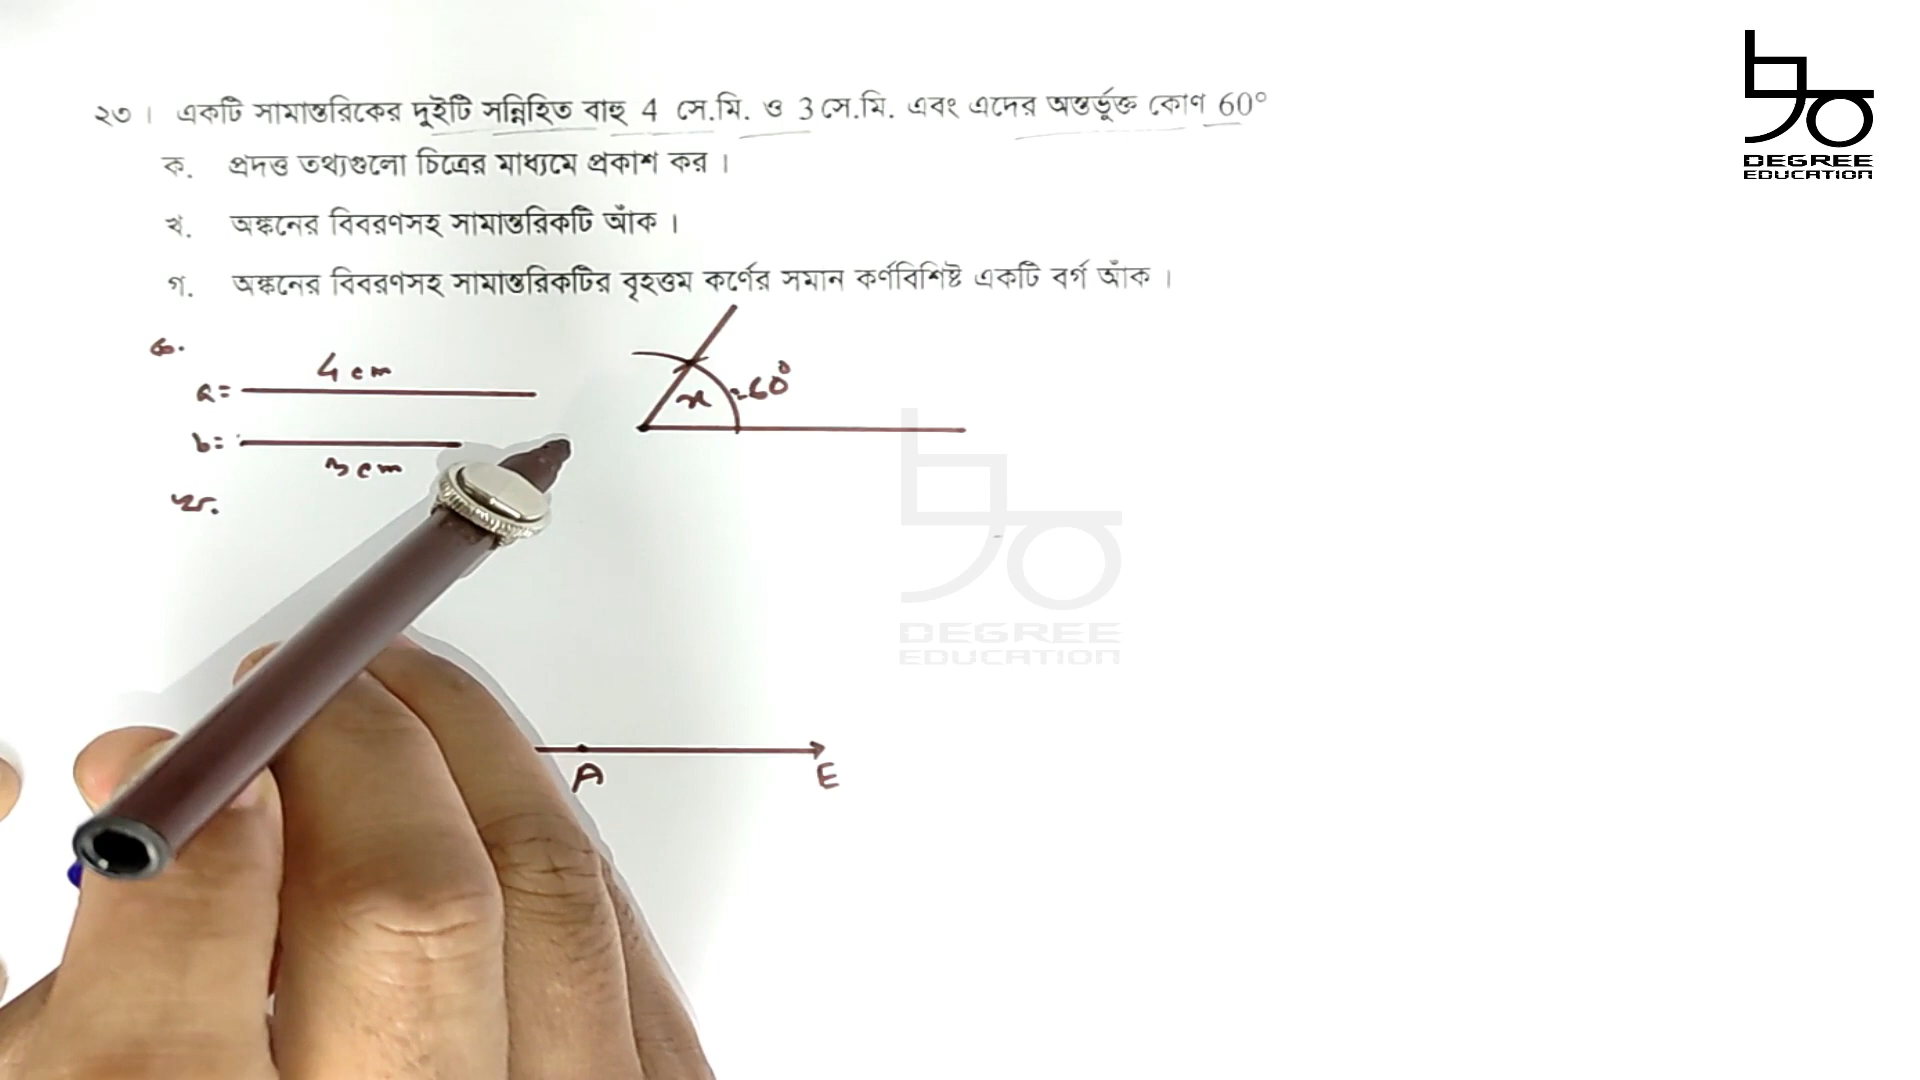 ২৩। একটি সামান্তরিকের দুইটি সন্নিহিত বাহু 4 সে.মি. ও 3 সে.মি. এবং এদের অন্তর্ভুক্ত কোণ 60°
ক. প্রদত্ত তথ্যগুলো চিত্রের মাধ্যমে প্রকাশ কর।
খ. অঙ্কনের বিবরণসহ সামান্তরিকটি আঁক।
গ. অঙ্কনের বিবরণসহ সামান্তরিকটির বৃহত্তম কর্ণের সমান কর্ণবিশিষ্ট একটি বর্গ আঁক।
ক.
4 cm
a =
x = 60°
b =
3 cm
খ.
A E
DEGREE
EDUCATION
DEGREE
EDUCATION